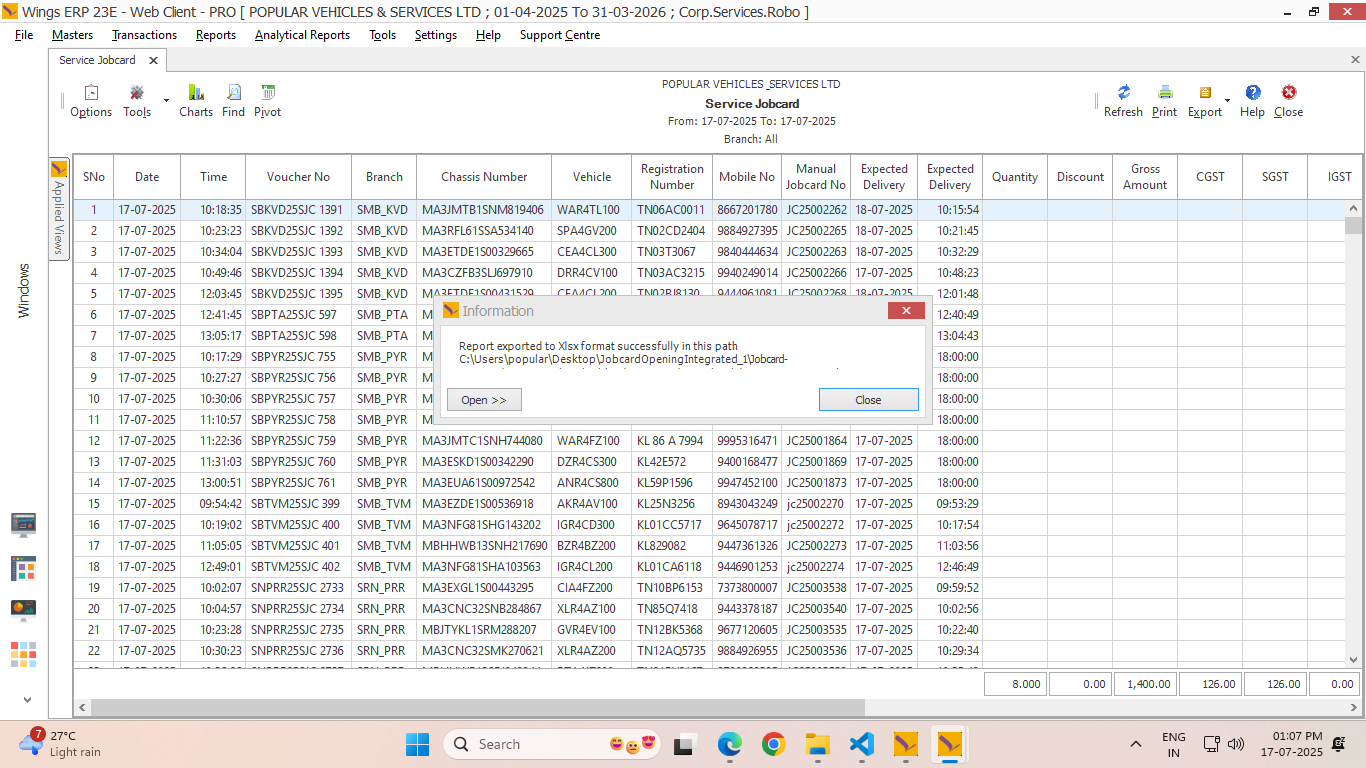 Wings ERP 23E - Web Client - PRO [ POPULAR VEHICLES & SERVICES LTD ; 01-04-2025 To 31-03-2026 ; Corp.Services.Robo ]
File Masters Transactions Reports Analytical Reports Tools Settings Help Support Centre
Service Jobcard
POPULAR VEHICLES_SERVICES LTD
Service Jobcard
From: 17-07-2025 To: 17-07-2025
Branch: All
Options Tools Charts Find Pivot Refresh Print Export Help Close
Applied Views
Windows
SNo Date Time Voucher No Branch Chassis Number Vehicle Registration Number Mobile No Manual Jobcard No Expected Delivery Expected Delivery Quantity Discount Gross Amount CGST SGST IGST
1 17-07-2025 10:18:35 SBKVD25SJC 1391 SMB_KVD MA3JMTB1SNM819406 WAR4TL100 TN06AC0011 8667201780 JC25002262 18-07-2025 10:15:54
2 17-07-2025 10:23:23 SBKVD25SJC 1392 SMB_KVD MA3RFL61SSA534140 SPA4GV200 TN02CD2404 9884927395 JC25002265 18-07-2025 10:21:45
3 17-07-2025 10:34:04 SBKVD25SJC 1393 SMB_KVD MA3ETDE1S00329665 CEA4CL300 TN03T3067 9840444634 JC25002263 18-07-2025 10:32:29
4 17-07-2025 10:49:46 SBKVD25SJC 1394 SMB_KVD MA3CZFB3SLJ697910 DRR4CV100 TN03AC3215 9940249014 JC25002266 17-07-2025 10:48:23
5 17-07-2025 12:03:45 SBKVD25SJC 1395 SMB_KVD MA3ETDE1S00431529 CEA4CL200 TN02BJ8130 9444961081 JC25002268 18-07-2025 12:01:48
6 17-07-2025 12:41:45 SBPTA25SJC 597 SMB_PTA 12:40:49
7 17-07-2025 13:05:17 SBPTA25SJC 598 SMB_PTA 13:04:43
8 17-07-2025 10:17:29 SBPYR25SJC 755 SMB_PYR 18:00:00
9 17-07-2025 10:27:27 SBPYR25SJC 756 SMB_PYR 18:00:00
10 17-07-2025 10:30:06 SBPYR25SJC 757 SMB_PYR 18:00:00
11 17-07-2025 11:10:57 SBPYR25SJC 758 SMB_PYR 18:00:00
Information
Report exported to Xlsx format successfully in this path
C:\Users\popular\Desktop\JobcardOpeningIntegrated_1\Jobcard-
Open >> Close
12 17-07-2025 11:22:36 SBPYR25SJC 759 SMB_PYR MA3JMTC1SNH744080 WAR4FZ100 KL 86 A 7994 9995316471 JC25001864 17-07-2025 18:00:00
13 17-07-2025 11:31:03 SBPYR25SJC 760 SMB_PYR MA3ESKD1S00342290 DZR4CS300 KL42E572 9400168477 JC25001869 17-07-2025 18:00:00
14 17-07-2025 13:00:51 SBPYR25SJC 761 SMB_PYR MA3EUA61S00972542 ANR4CS800 KL59P1596 9947452100 JC25001873 17-07-2025 18:00:00
15 17-07-2025 09:54:42 SBTVM25SJC 399 SMB_TVM MA3EZDE1S00536918 AKR4AV100 KL25N3256 8943043249 jc25002270 17-07-2025 09:53:29
16 17-07-2025 10:19:02 SBTVM25SJC 400 SMB_TVM MA3NFG81SHG143202 IGR4CD300 KL01CC5717 9645078717 jc25002272 17-07-2025 10:17:54
17 17-07-2025 11:05:05 SBTVM25SJC 401 SMB_TVM MBHHWB13SNH217690 BZR4BZ200 KL829082 9447361326 JC25002273 17-07-2025 11:03:56
18 17-07-2025 12:49:01 SBTVM25SJC 402 SMB_TVM MA3NFG81SHA103563 IGR4CL200 KL01CA6118 9446901253 jc25002274 17-07-2025 12:46:49
19 17-07-2025 10:02:07 SNPRR25SJC 2733 SRN_PRR MA3EXGL1S00443295 CIA4FZ200 TN10BP6153 7373800007 JC25003538 17-07-2025 09:59:52
20 17-07-2025 10:04:57 SNPRR25SJC 2734 SRN_PRR MA3CNC32SNB284867 XLR4AZ100 TN85Q7418 9443378187 JC25003540 17-07-2025 10:02:56
21 17-07-2025 10:23:28 SNPRR25SJC 2735 SRN_PRR MBJTYKL1SRM288207 GVR4EV100 TN12BK5368 9677120605 JC25003535 17-07-2025 10:22:40
22 17-07-2025 10:30:23 SNPRR25SJC 2736 SRN_PRR MA3CNC32SMK270621 XLR4AZ200 TN12AQ5735 9884926955 JC25003536 17-07-2025 10:29:34
8.000 0.00 1,400.00 126.00 126.00 0.00
7 27°C
Light rain
Search
ENG
IN
01:07 PM
17-07-2025